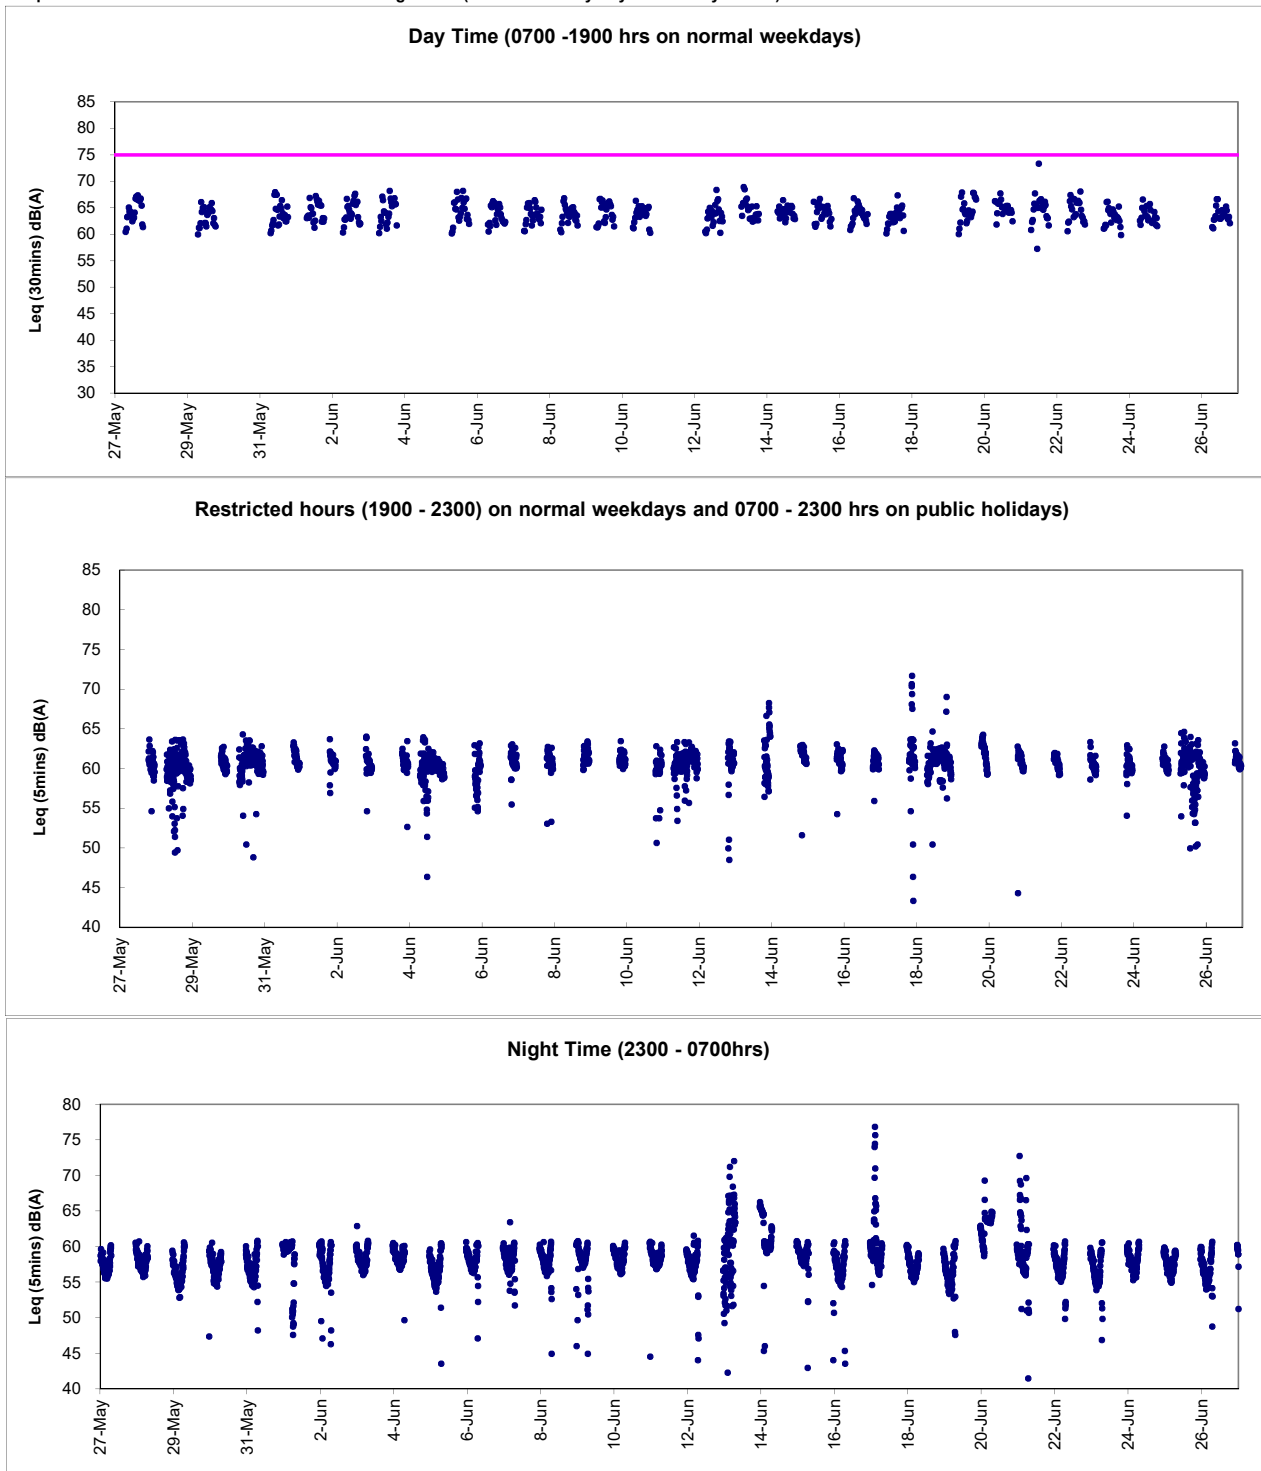 Day Time (0700 -1900 hrs on normal weekdays)
Leq (30mins) dB(A)
85
80
75
70
65
60
55
50
45
40
35
30
27-May
29-May
31-May
2-Jun
4-Jun
6-Jun
8-Jun
10-Jun
12-Jun
14-Jun
16-Jun
18-Jun
20-Jun
22-Jun
24-Jun
26-Jun
Restricted hours (1900 - 2300) on normal weekdays and 0700 - 2300 hrs on public holidays)
Leq (5mins) dB(A)
85
80
75
70
65
60
55
50
45
40
27-May
29-May
31-May
2-Jun
4-Jun
6-Jun
8-Jun
10-Jun
12-Jun
14-Jun
16-Jun
18-Jun
20-Jun
22-Jun
24-Jun
26-Jun
Night Time (2300 - 0700hrs)
Leq (5mins) dB(A)
80
75
70
65
60
55
50
45
40
27-May
29-May
31-May
2-Jun
4-Jun
6-Jun
8-Jun
10-Jun
12-Jun
14-Jun
16-Jun
18-Jun
20-Jun
22-Jun
24-Jun
26-Jun